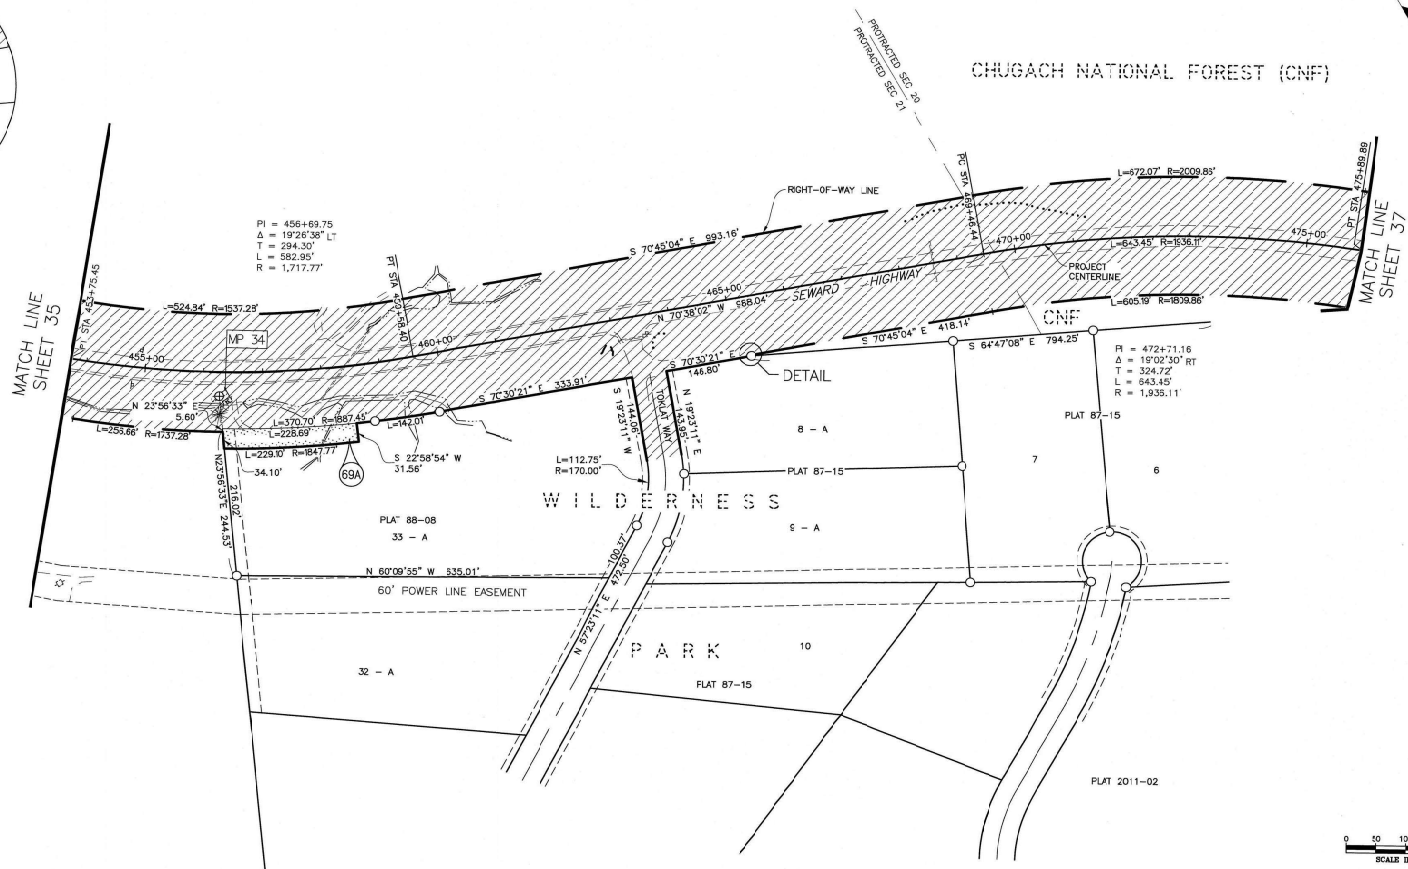 PROTRACTED SEC 20
PROTRACTED SEC 21
CHUGACH NATIONAL FOREST (CNF)
PI = 456+69.75
Δ = 19°26'38" LT
T = 294.30'
L = 582.95'
R = 1,717.77'
RIGHT-OF-WAY LINE
PC STA 469+46.44
L=672.07' R=2009.86'
PT STA 475+89.89
MATCH LINE
SHEET 37
S 70°45'04" E 993.16'
PT STA 453+75.45
MATCH LINE
SHEET 35
L=524.84' R=1537.28'
PT STA 459+58.40
MP 34
455+00
460+00
465+00
470+00
475+00
N 70°38'02" W 988.04'
SEWARD HIGHWAY
L=643.45' R=1936.11'
PROJECT
CENTERLINE
L=605.19' R=1809.86'
CNF
S 70°45'04" E 418.14'
S 64°47'08" E 794.25'
PI = 472+71.16
Δ = 19°02'30" RT
T = 324.72'
L = 643.45'
R = 1,936.11'
S 70°30'21" E
146.80'
DETAIL
S 70°30'21" E 333.91'
N 23°56'33" E
5.60'
L=256.66' R=1737.28'
L=370.70' R=1887.45'
L=228.69'
L=142.01'
L=229.10' R=1847.77'
34.10'
S 22°58'54" W
31.56'
69A
S 19°23'11" W
144.06'
TOKLAT WAY
N 19°23'11" E
143.95'
L=112.75'
R=170.00'
N23°56'33"E 244.53'
216.02'
PLAT 88-08
33 - A
8 - A
PLAT 87-15
9 - A
7
PLAT 87-15
6
WILDERNESS
N 60°09'55" W 535.01'
60' POWER LINE EASEMENT
100.37'
N 57°23'11" E 472.50'
PARK
10
PLAT 87-15
32 - A
PLAT 2011-02
0 50
SCALE